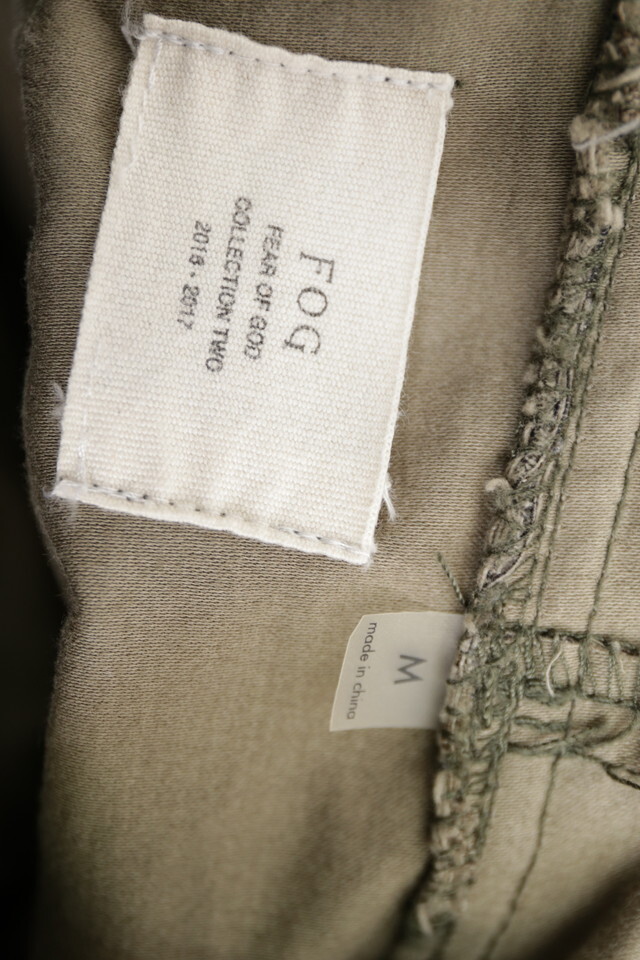 FOG
FEAR OF GOD
COLLECTION TWO
2016 - 2017
M
made in china